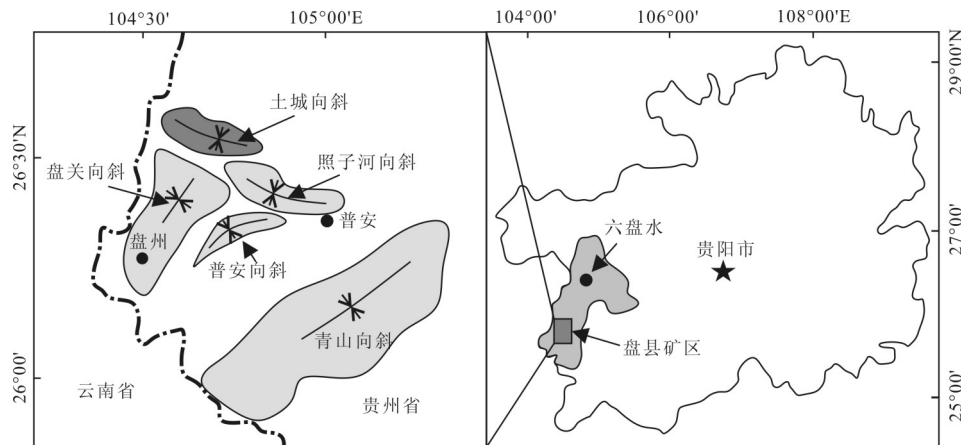 104°30'
105°00'E
104°00'
106°00'E
108°00'E
26°30'N
26°00'
土城向斜
盘关向斜
照子河向斜
盘州
普安
普安向斜
青山向斜
云南省
贵州省
六盘水
贵阳市
盘县矿区
29°00'N
27°00'
25°00'